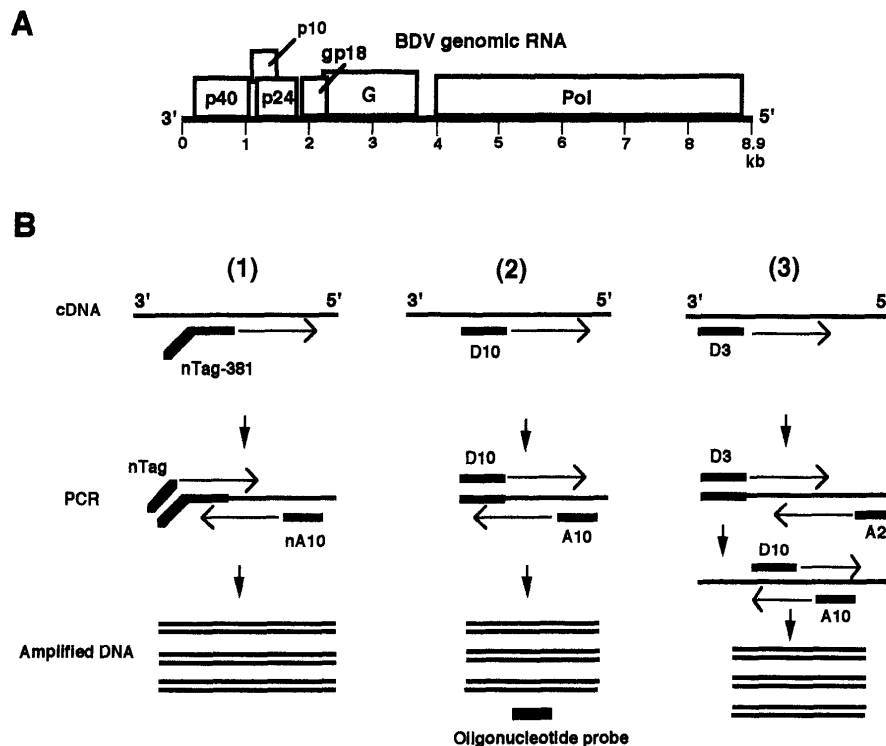 A
BDV genomic RNA
p10
gp18
p40
p24
G
Pol
3'
5'
0
1
2
3
4
5
6
7
8
8.9
kb
B
(1)
(2)
(3)
cDNA
3'
5'
3'
5'
3'
5
nTag-381
D10
D3
PCR
nTag
nA10
D10
A10
D3
A2
D10
A10
Amplified DNA
Oligonucleotide probe